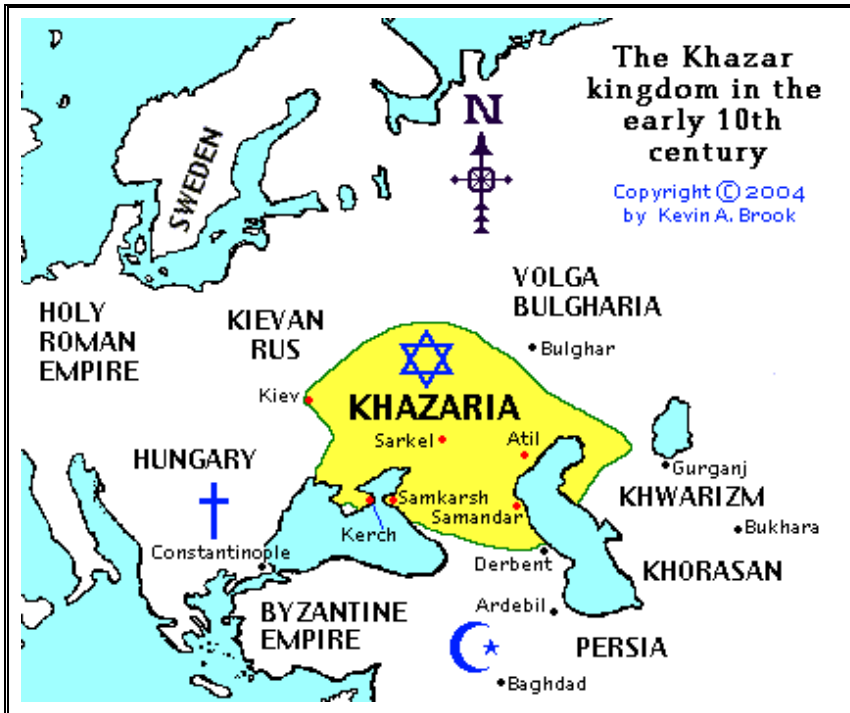 The Khazar
kingdom in the
early 10th
century
Copyright © 2004
by Kevin A. Brook
N
SWEDEN
VOLGA
BULGHARIA
HOLY
ROMAN
EMPIRE
KIEVAN
RUS
Bulghar
Kiev
KHAZARIA
Sarkel
Atil
HUNGARY
Gurganj
KHWARIZM
Samkarsh
Samandar
Kerch
Bukhara
Constantinople
Derbent
KHORASAN
BYZANTINE
EMPIRE
Ardebil
PERSIA
Baghdad